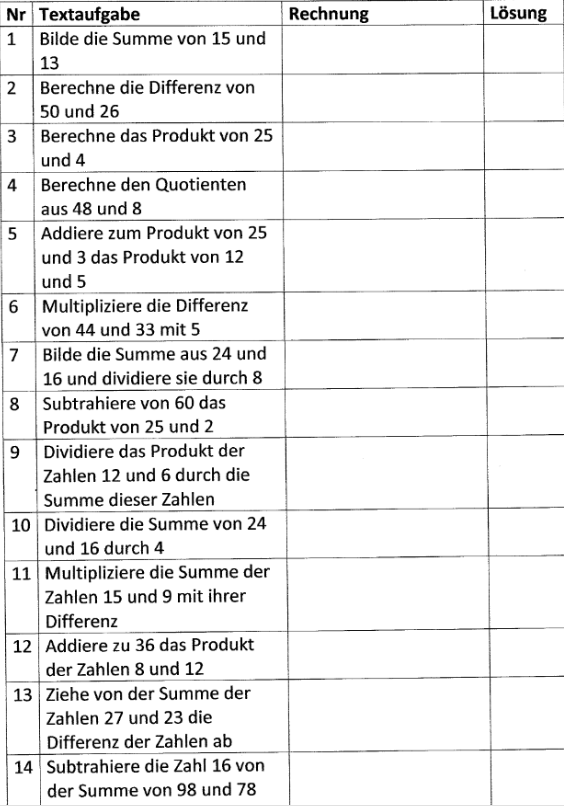 Nr Textaufgabe Rechnung Lösung
1 Bilde die Summe von 15 und
13
2 Berechne die Differenz von
50 und 26
3 Berechne das Produkt von 25
und 4
4 Berechne den Quotienten
aus 48 und 8
5 Addiere zum Produkt von 25
und 3 das Produkt von 12
und 5
6 Multipliziere die Differenz
von 44 und 33 mit 5
7 Bilde die Summe aus 24 und
16 und dividiere sie durch 8
8 Subtrahiere von 60 das
Produkt von 25 und 2
9 Dividiere das Produkt der
Zahlen 12 und 6 durch die
Summe dieser Zahlen
10 Dividiere die Summe von 24
und 16 durch 4
11 Multipliziere die Summe der
Zahlen 15 und 9 mit ihrer
Differenz
12 Addiere zu 36 das Produkt
der Zahlen 8 und 12
13 Ziehe von der Summe der
Zahlen 27 und 23 die
Differenz der Zahlen ab
14 Subtrahiere die Zahl 16 von
der Summe von 98 und 78